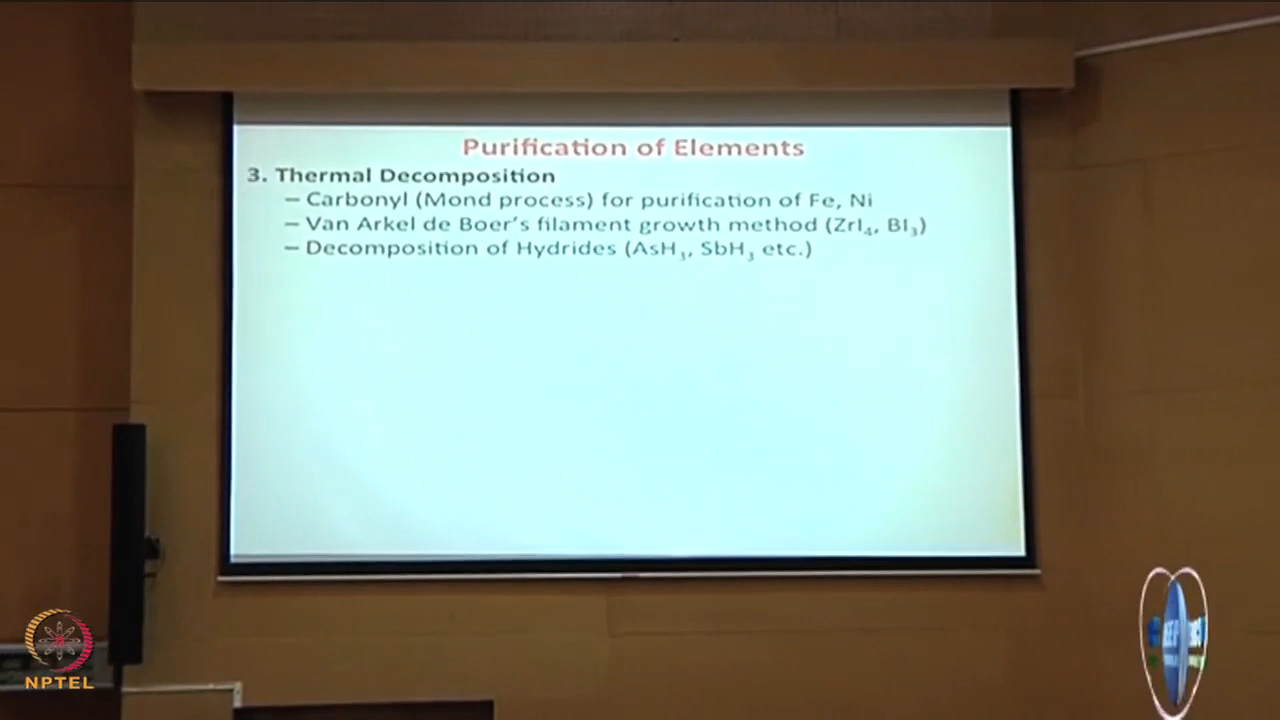 Purification of Elements
3. Thermal Decomposition
– Carbonyl (Mond process) for purification of Fe, Ni
– Van Arkel de Boer's filament growth method (ZrI₄, BI₃)
– Decomposition of Hydrides (AsH₃, SbH₃ etc.)
NPTEL